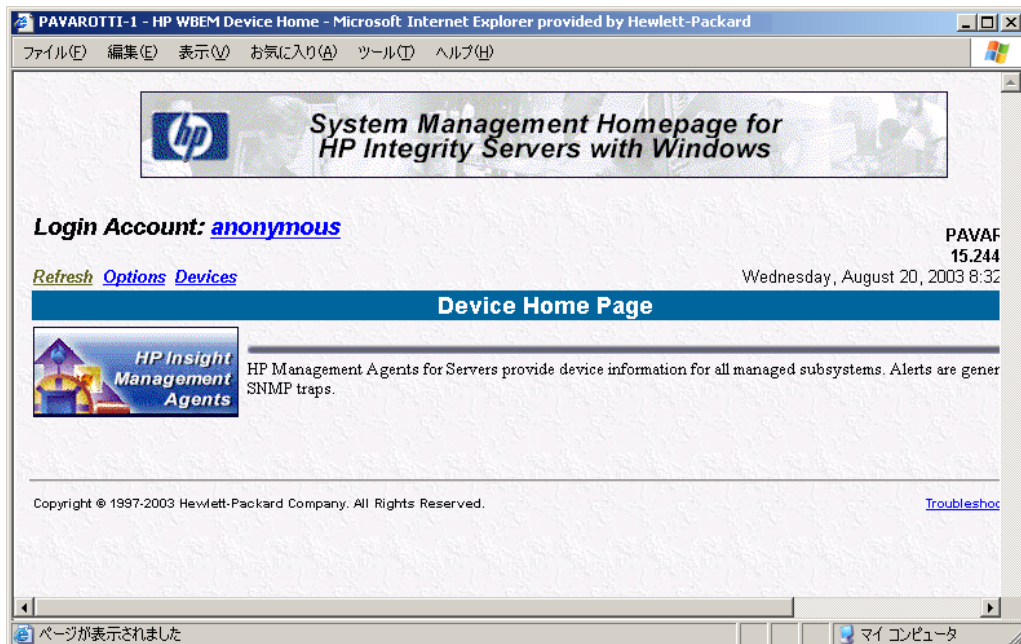 PAVAROTTI-1 - HP WBEM Device Home - Microsoft Internet Explorer provided by Hewlett-Packard
ファイル(F) 編集(E) 表示(V) お気に入り(A) ツール(T) ヘルプ(H)
hp
System Management Homepage for
HP Integrity Servers with Windows
Login Account: anonymous
PAVAR
15.244
Refresh Options Devices
Wednesday, August 20, 2003 8:32
Device Home Page
HP Insight
Management
Agents
HP Management Agents for Servers provide device information for all managed subsystems. Alerts are gener
SNMP traps.
Copyright © 1997-2003 Hewlett-Packard Company. All Rights Reserved.
Troubleshoo
ページが表示されました
マイ コンピュータ